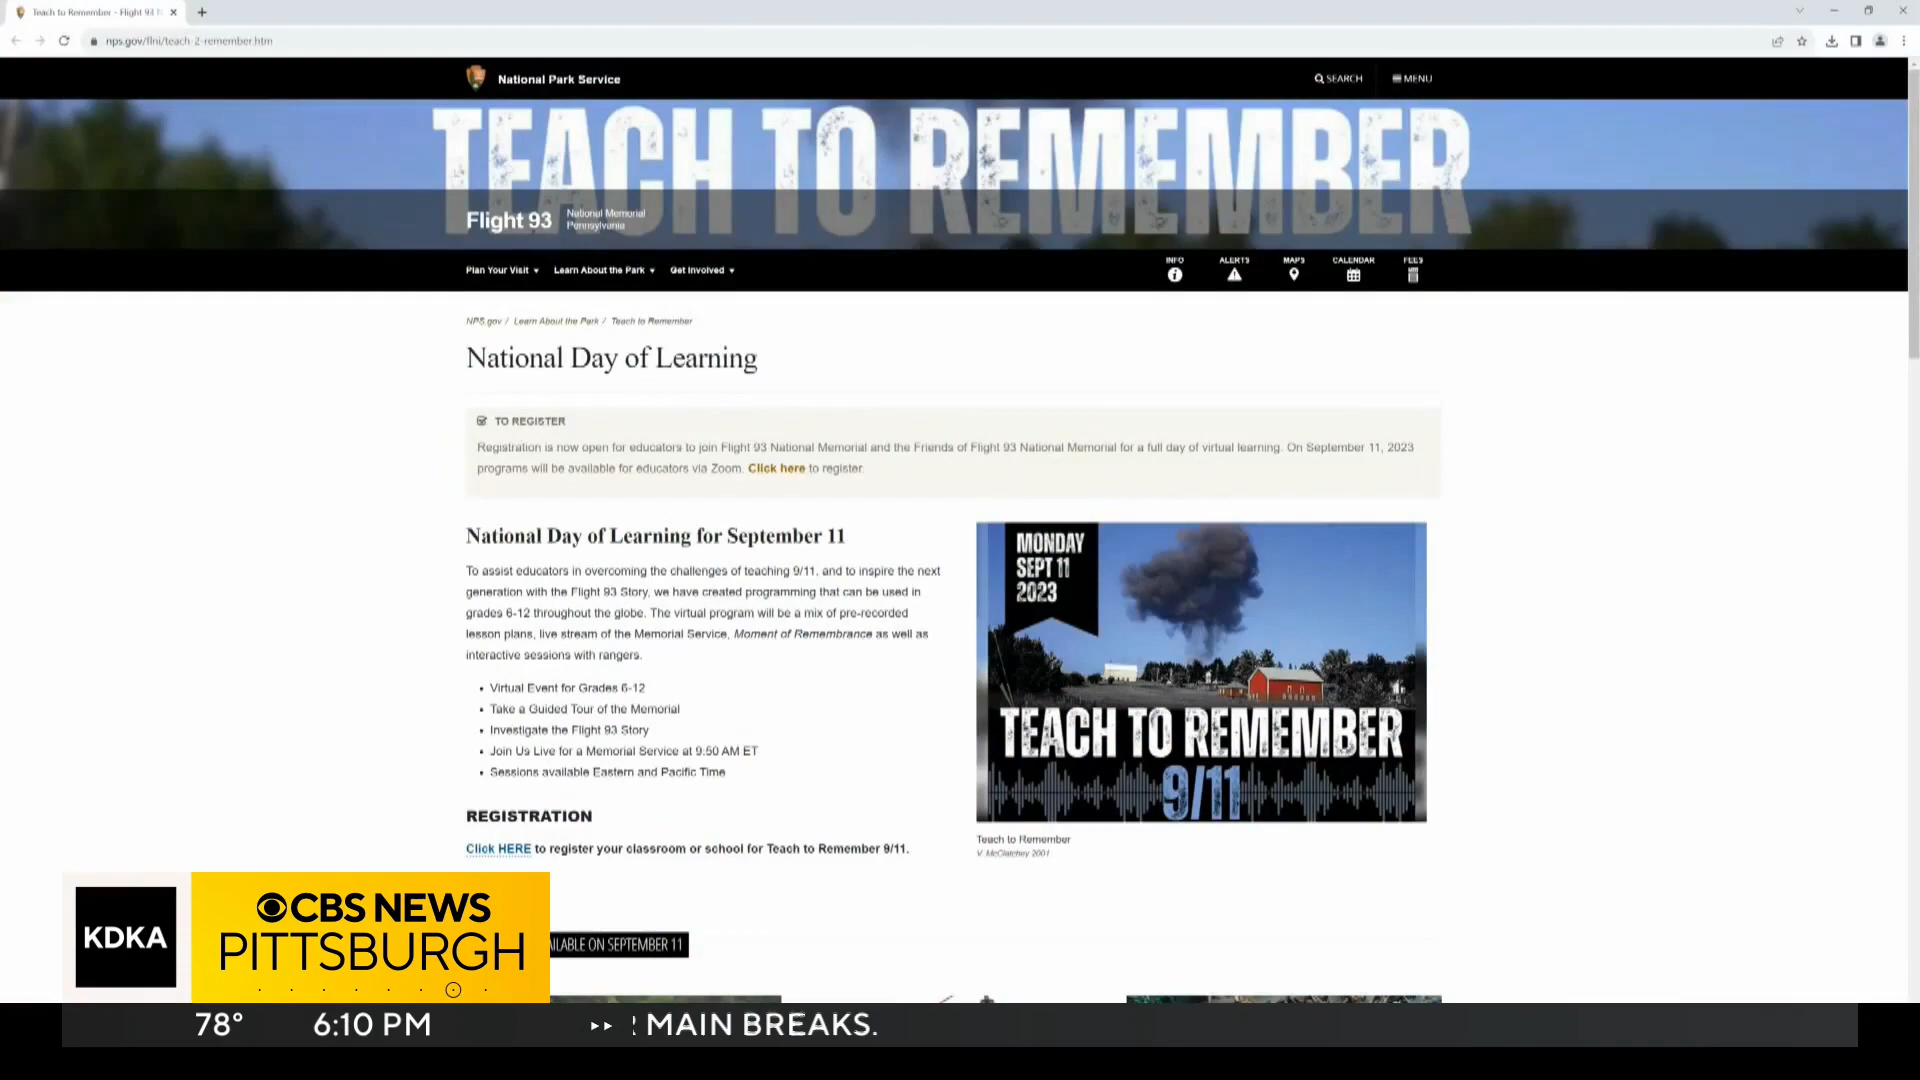 Teach to Remember - Flight 93
nps.gov/flni/teach-2-remember.htm
National Park Service
SEARCH
MENU
TEACH TO REMEMBER
Flight 93
National Memorial
Pennsylvania
Plan Your Visit
Learn About the Park
Get Involved
INFO
ALERTS
MAPS
CALENDAR
FEES
NPS.gov / Learn About the Park / Teach to Remember
National Day of Learning
TO REGISTER
Registration is now open for educators to join Flight 93 National Memorial and the Friends of Flight 93 National Memorial for a full day of virtual learning. On September 11, 2023
programs will be available for educators via Zoom. Click here to register.
National Day of Learning for September 11
To assist educators in overcoming the challenges of teaching 9/11, and to inspire the next
generation with the Flight 93 Story, we have created programming that can be used in
grades 6-12 throughout the globe. The virtual program will be a mix of pre-recorded
lesson plans, live stream of the Memorial Service, Moment of Remembrance as well as
interactive sessions with rangers.
• Virtual Event for Grades 6-12
• Take a Guided Tour of the Memorial
• Investigate the Flight 93 Story
• Join Us Live for a Memorial Service at 9:50 AM ET
• Sessions available Eastern and Pacific Time
REGISTRATION
Click HERE to register your classroom or school for Teach to Remember 9/11.
MONDAY
SEPT 11
2023
TEACH TO REMEMBER
9/11
Teach to Remember
V. McClatchey 2001
ILABLE ON SEPTEMBER 11
KDKA
CBS NEWS
PITTSBURGH
78° 6:10 PM MAIN BREAKS.